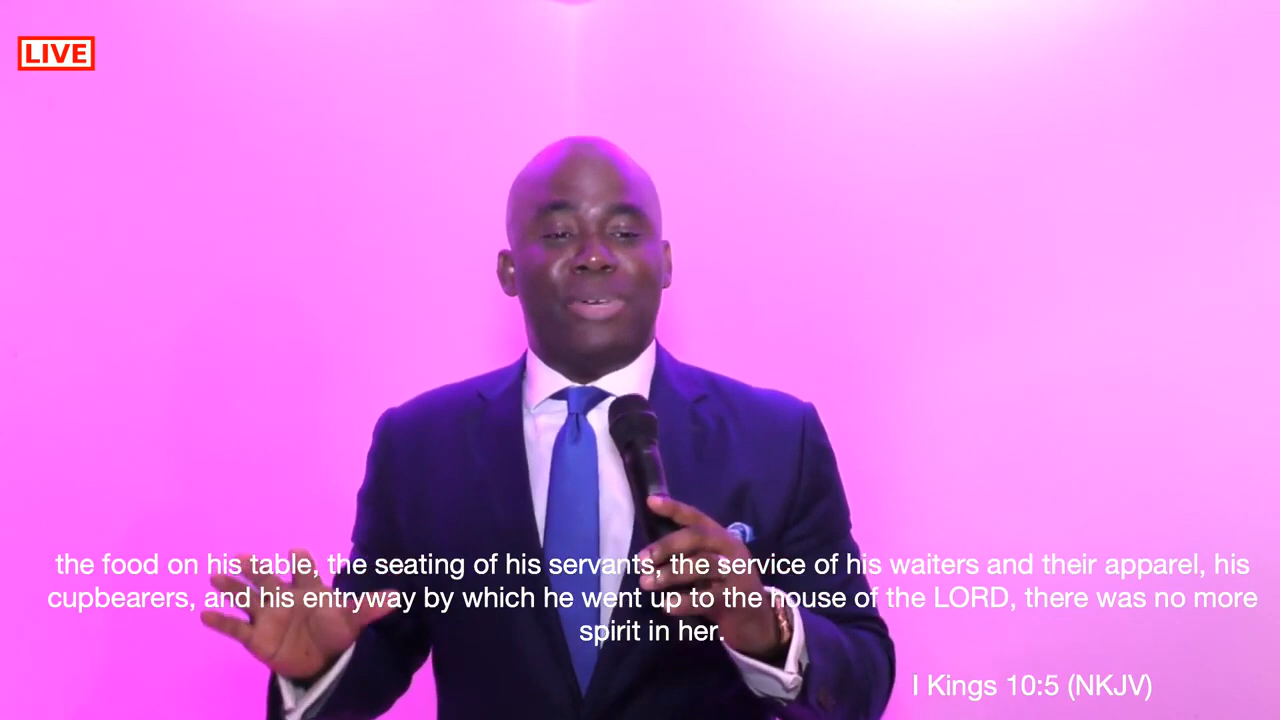 LIVE
the food on his table, the seating of his servants, the service of his waiters and their apparel, his
cupbearers, and his entryway by which he went up to the house of the LORD, there was no more
spirit in her.
I Kings 10:5 (NKJV)